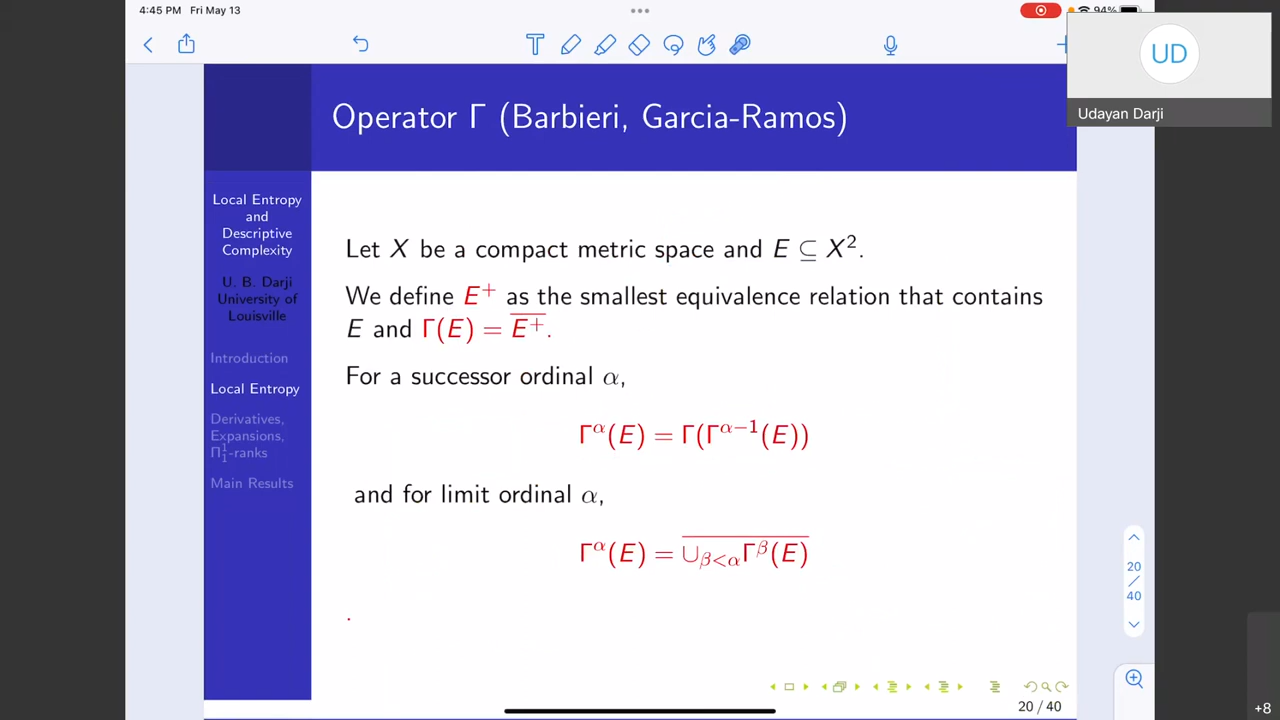 4:45 PM Fri May 13
94%
UD
Udayan Darji
Operator Γ (Barbieri, Garcia-Ramos)
Local Entropy
and
Descriptive
Complexity
U. B. Darji
University of
Louisville
Introduction
Local Entropy
Derivatives,
Expansions,
Π¹₁-ranks
Main Results
Let X be a compact metric space and E ⊆ X².
We define E⁺ as the smallest equivalence relation that contains
E and Γ(E) = \overline{E⁺}.
For a successor ordinal α,
Γ^α(E) = Γ(Γ^{α−1}(E))
and for limit ordinal α,
Γ^α(E) = \overline{∪_{β<α}Γ^β(E)}
.
20
/
40
20 / 40
+8